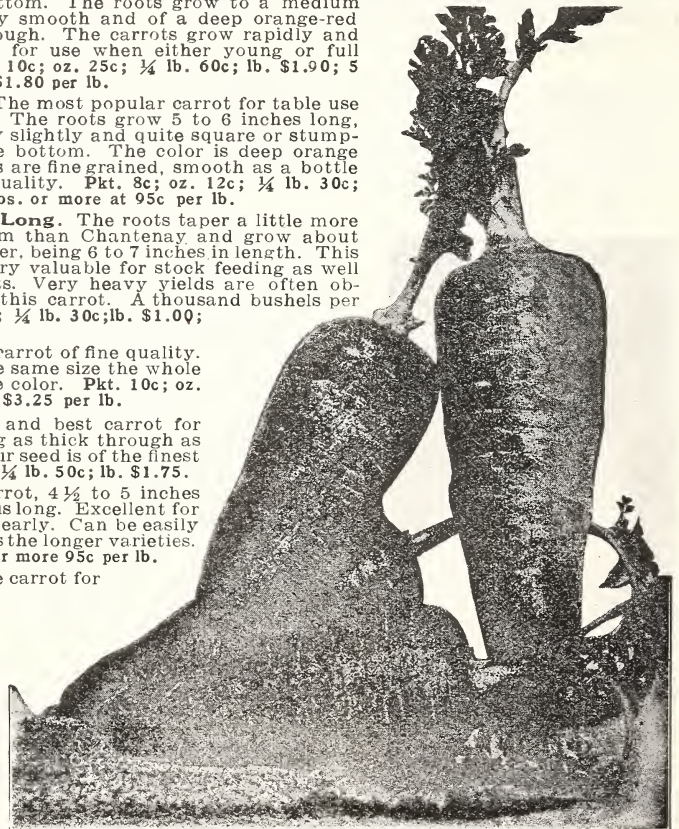 ttom. The roots grow to a medium
y smooth and of a deep orange-red
ough. The carrots grow rapidly and
for use when either young or full
10c; oz. 25c; ¼ lb. 60c; lb. $1.90; 5
$1.80 per lb.
The most popular carrot for table use
The roots grow 5 to 6 inches long,
slightly and quite square or stump-
e bottom. The color is deep orange
s are fine grained, smooth as a bottle
uality. Pkt. 8c; oz. 12c; ¼ lb. 30c;
os. or more at 95c per lb.
Long. The roots taper a little more
m than Chantenay and grow about
er, being 6 to 7 inches in length. This
ry valuable for stock feeding as well
ts. Very heavy yields are often ob-
this carrot. A thousand bushels per
; ¼ lb. 30c; lb. $1.00;
arrot of fine quality.
e same size the whole
e color. Pkt. 10c; oz.
$3.25 per lb.
and best carrot for
g as thick through as
ur seed is of the finest
¼ lb. 50c; lb. $1.75.
rrot, 4½ to 5 inches
us long. Excellent for
early. Can be easily
s the longer varieties.
r more 95c per lb.
e carrot for